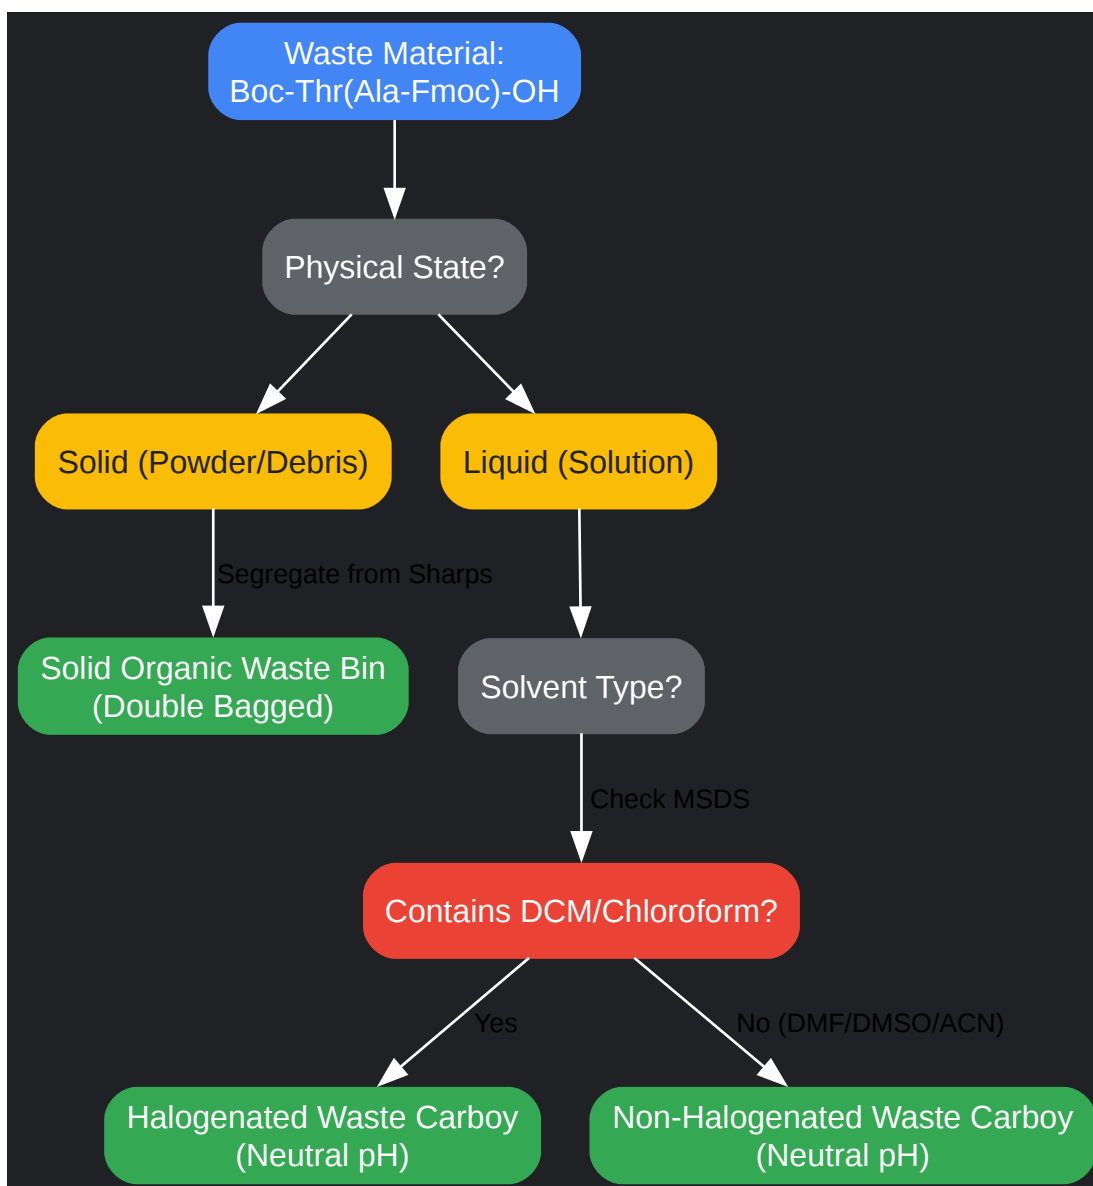 Waste Material:
Boc-Thr(Ala-Fmoc)-OH
Physical State?
Solid (Powder/Debris)
Liquid (Solution)
Segregate from Sharps
Solid Organic Waste Bin
(Double Bagged)
Solvent Type?
Check MSDS
Contains DCM/Chloroform?
Yes
No (DMF/DMSO/ACN)
Halogenated Waste Carboy
(Neutral pH)
Non-Halogenated Waste Carboy
(Neutral pH)